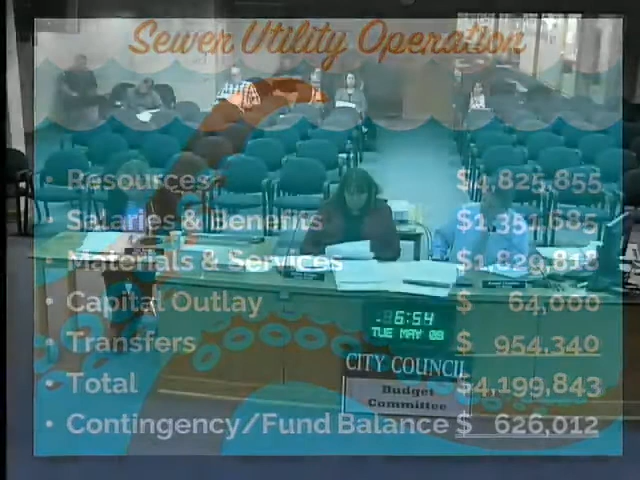 Sewer Utility Operation
• Resources $4,825,855
• Salaries & Benefits $1,351,685
• Materials & Services $1,829,818
• Capital Outlay $ 64,000
6:54
TUE MAY 09
• Transfers $ 954,340
CITY COUNCIL
• Total $4,199,843
Budget
Committee
• Contingency/Fund Balance $ 626,012